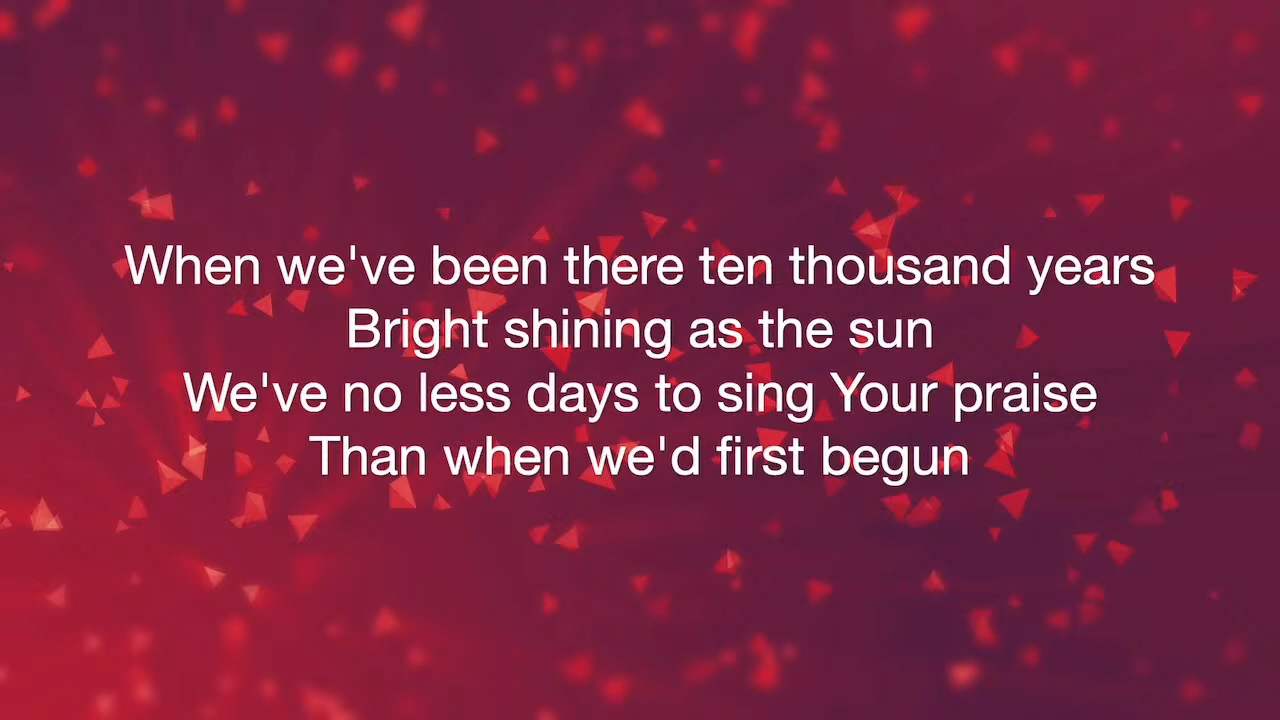 When we've been there ten thousand years
Bright shining as the sun
We've no less days to sing Your praise
Than when we'd first begun